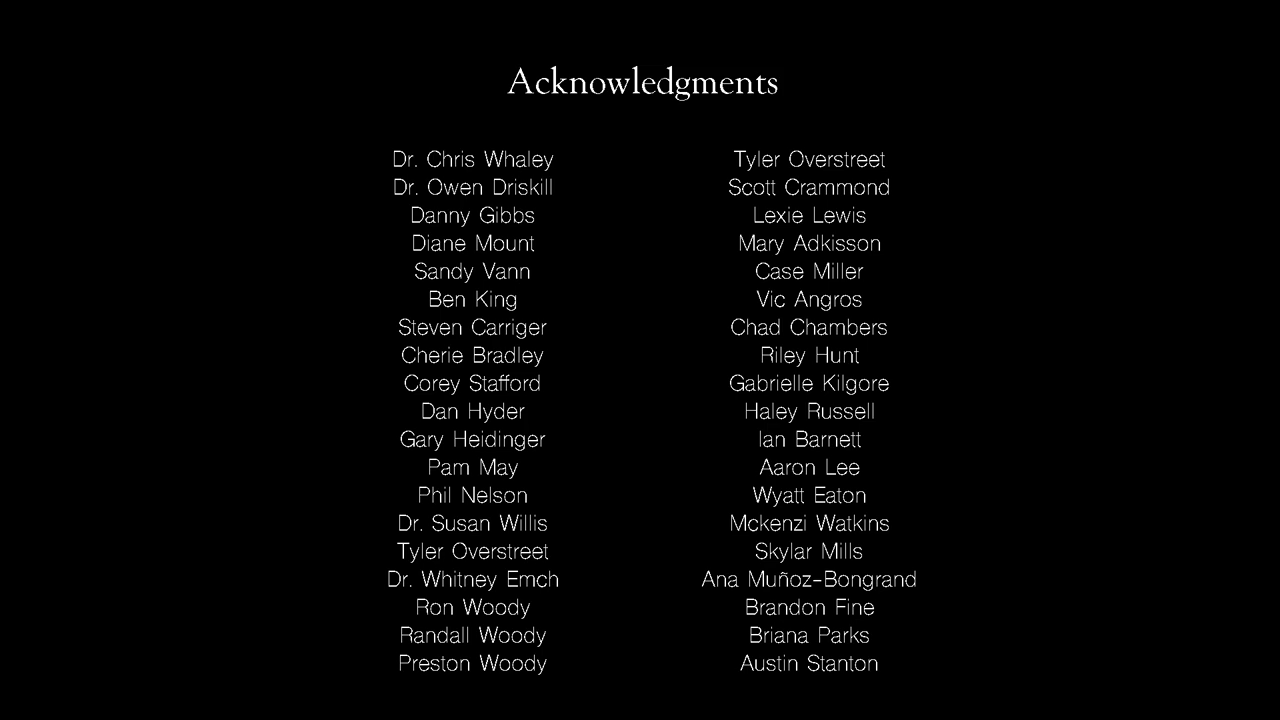 Acknowledgments
Dr. Chris Whaley
Dr. Owen Driskill
Danny Gibbs
Diane Mount
Sandy Vann
Ben King
Steven Carriger
Cherie Bradley
Corey Stafford
Dan Hyder
Gary Heidinger
Pam May
Phil Nelson
Dr. Susan Willis
Tyler Overstreet
Dr. Whitney Emch
Ron Woody
Randall Woody
Preston Woody
Tyler Overstreet
Scott Crammond
Lexie Lewis
Mary Adkisson
Case Miller
Vic Angros
Chad Chambers
Riley Hunt
Gabrielle Kilgore
Haley Russell
Ian Barnett
Aaron Lee
Wyatt Eaton
Mckenzi Watkins
Skylar Mills
Ana Muñoz-Bongrand
Brandon Fine
Briana Parks
Austin Stanton